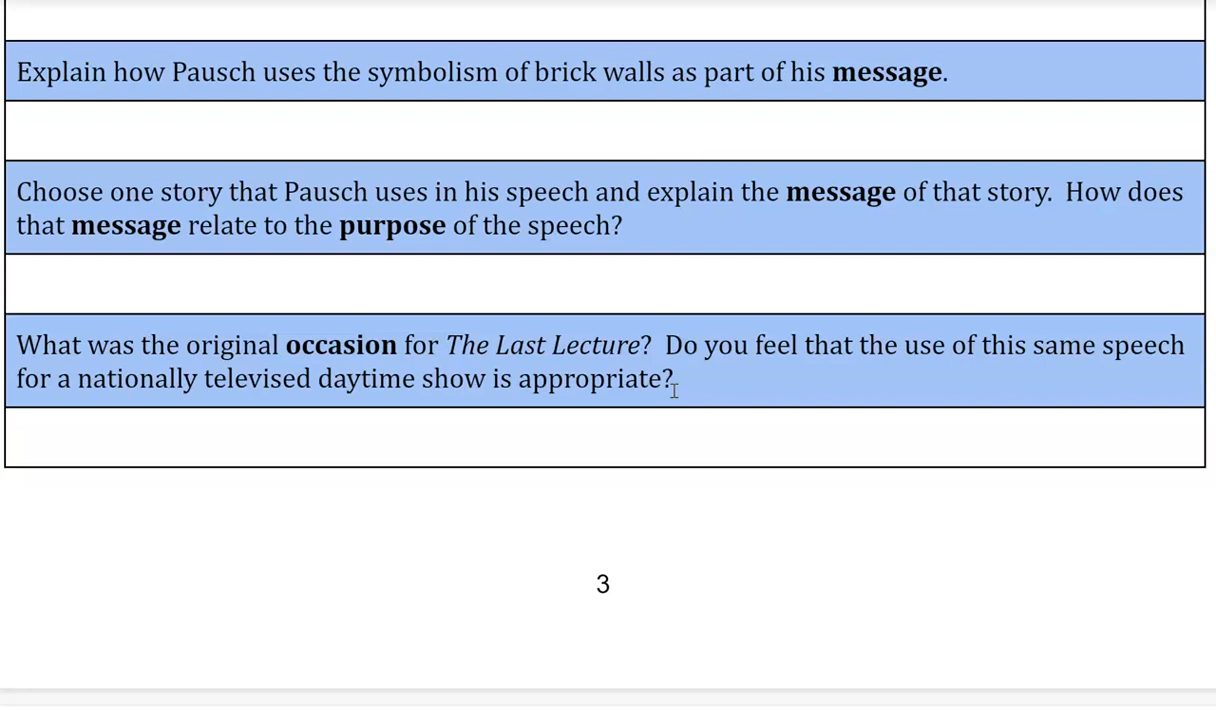 Explain how Pausch uses the symbolism of brick walls as part of his message.
Choose one story that Pausch uses in his speech and explain the message of that story.  How does
that message relate to the purpose of the speech?
What was the original occasion for The Last Lecture?  Do you feel that the use of this same speech
for a nationally televised daytime show is appropriate?
3